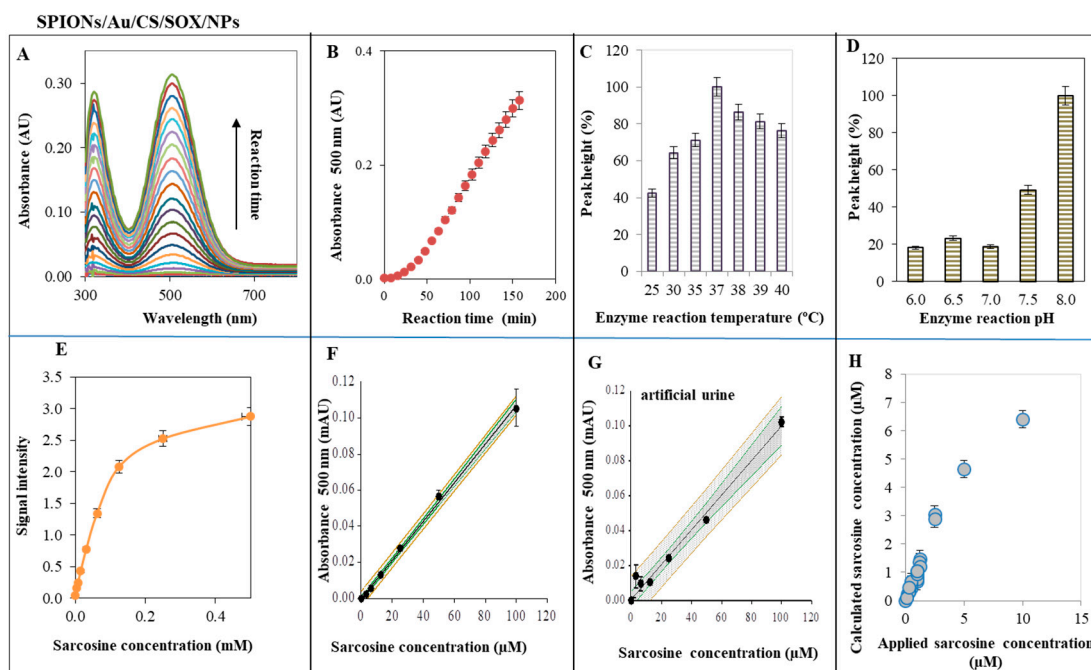 SPIONs/Au/CS/SOX/NPs
A
Absorbance (AU)
0.30
0.20
0.10
0.00
300 500 700
Wavelength (nm)
Reaction time
B
Absorbance 500 nm (AU)
0.4
0.2
0.0
0 50 100 150 200
Reaction time (min)
C
Peak height (%)
120
100
80
60
40
20
0
25 30 35 37 38 39 40
Enzyme reaction temperature (ºC)
D
Peak height (%)
120
100
80
60
40
20
0
6.0 6.5 7.0 7.5 8.0
Enzyme reaction pH
E
Signal intensity
3.5
3.0
2.5
2.0
1.5
1.0
0.5
0.0
0 0.2 0.4
Sarcosine concentration (mM)
F
Absorbance 500 nm (mAU)
0.12
0.10
0.08
0.06
0.04
0.02
0.00
0 20 40 60 80 100 120
Sarcosine concentration (µM)
G
artificial urine
Absorbance 500 nm (mAU)
0.12
0.10
0.08
0.06
0.04
0.02
0.00
0 20 40 60 80 100 120
Sarcosine concentration (µM)
H
Calculated sarcosine concentration (µM)
8
7
6
5
4
3
2
1
0
0 5 10 15
Applied sarcosine concentration
(µM)